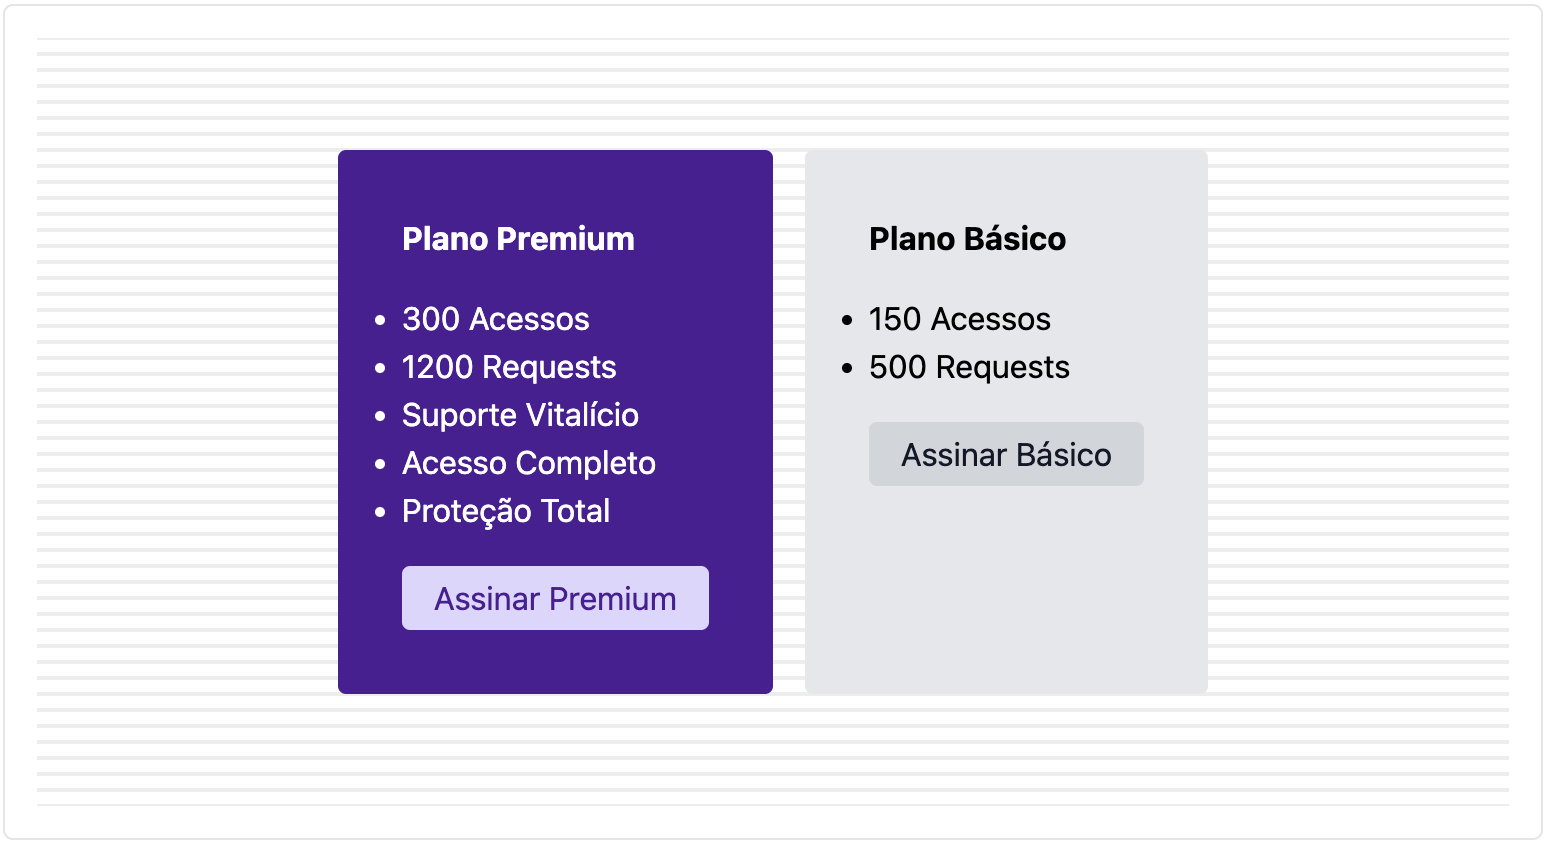 Plano Premium
300 Acessos
1200 Requests
Suporte Vitalício
Acesso Completo
Proteção Total
Assinar Premium
Plano Básico
150 Acessos
500 Requests
Assinar Básico